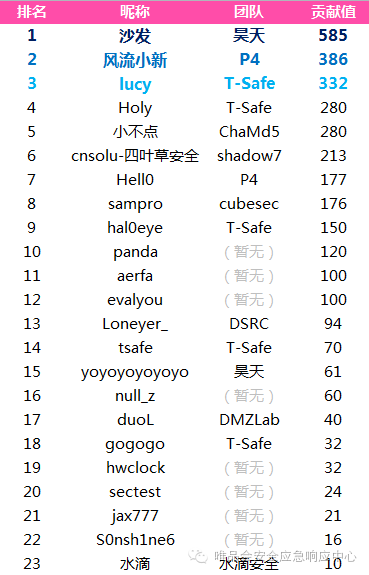 排名 昵称 团队 贡献值
1 沙发 昊天 585
2 风流小新 P4 386
3 lucy T-Safe 332
4 Holy T-Safe 280
5 小不点 ChaMd5 280
6 cnsolu-四叶草安全 shadow7 213
7 Hell0 P4 177
8 sampro cubesec 176
9 hal0eye T-Safe 150
10 panda （暂无） 120
11 aerfa （暂无） 100
12 evalyou （暂无） 100
13 Loneyer_ DSRC 94
14 tsafe T-Safe 70
15 yoyoyoyoyoyo 昊天 61
16 null_z （暂无） 60
17 duoL DMZLab 40
18 gogogo T-Safe 32
19 hwclock （暂无） 32
20 sectest （暂无） 24
21 jax777 （暂无） 21
22 S0nsh1ne6 （暂无） 16
唯品会安全应急响应中心
23 水滴 水滴安全 10